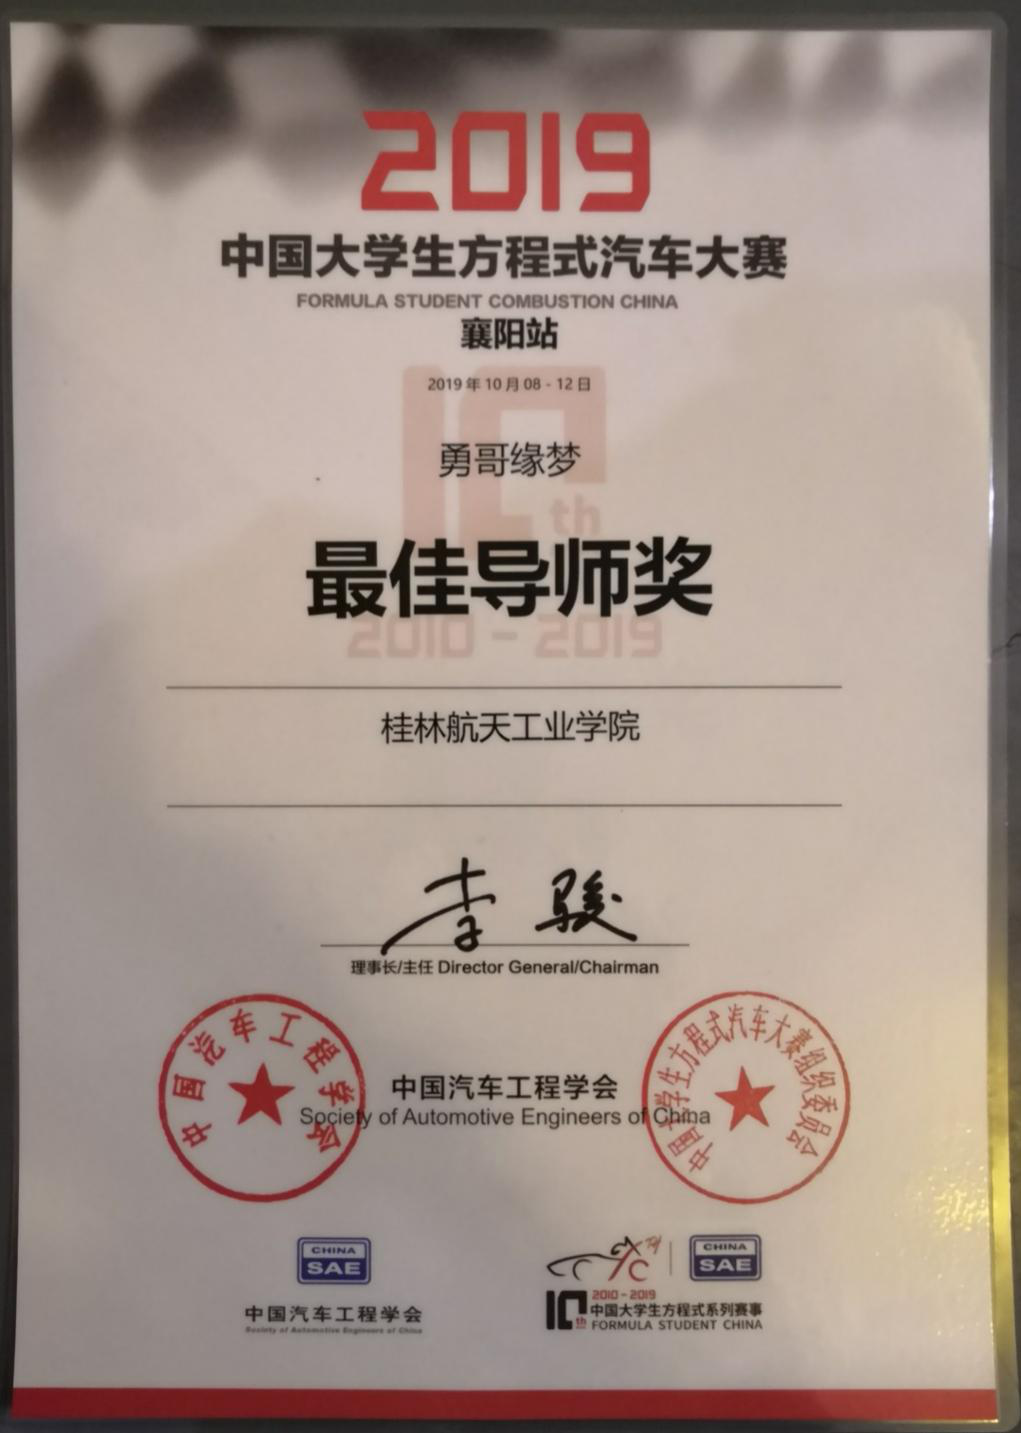 2019
中国大学生方程式汽车大赛
FORMULA STUDENT COMBUSTION CHINA
襄阳站
2019年10月08-12日
勇哥缘梦
10th
最佳导师奖
2010-2019
桂林航天工业学院
李骏
理事长/主任 Director General/Chairman
中国汽车工程学会
中国大学生方程式汽车大赛组织委员会
中国汽车工程学会
Society of Automotive Engineers of China
CHINA
SAE
中国汽车工程学会
Society of Automotive Engineers of China
CHINA
SAE
2010-2019
10th 中国大学生方程式系列赛事
FORMULA STUDENT CHINA